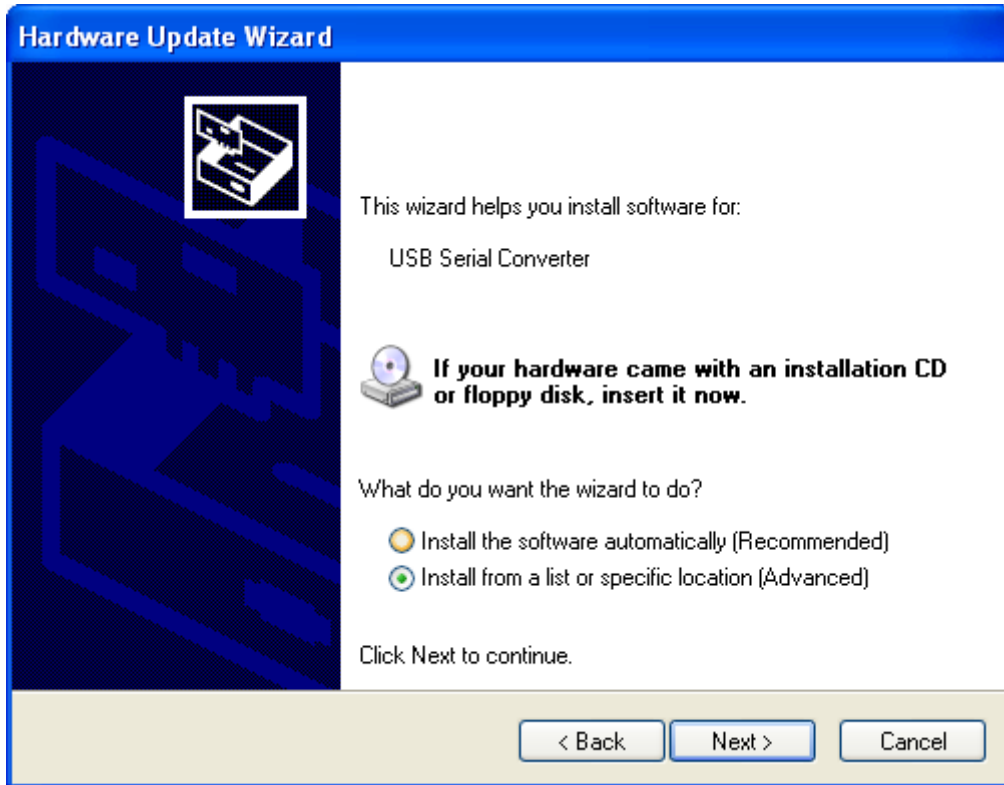 Hardware Update Wizard
This wizard helps you install software for:
USB Serial Converter
If your hardware came with an installation CD
or floppy disk, insert it now.
What do you want the wizard to do?
Install the software automatically (Recommended)
Install from a list or specific location (Advanced)
Click Next to continue.
< Back Next > Cancel